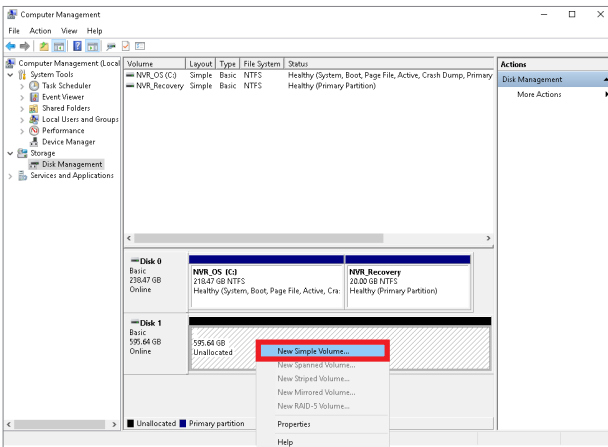 Computer Management
File Action View Help
Computer Management (Local
System Tools
Task Scheduler
Event Viewer
Shared Folders
Local Users and Groups
Performance
Device Manager
Storage
Disk Management
Services and Applications
Volume Layout Type File System Status
NVR_OS (C:) Simple Basic NTFS Healthy (System, Boot, Page File, Active, Crash Dump, Primary
NVR_Recovery Simple Basic NTFS Healthy (Primary Partition)
Actions
Disk Management
More Actions
Disk 0
Basic
238.47 GB
Online
NVR_OS (C:)
218.47 GB NTFS
Healthy (System, Boot, Page File, Active, Cra:
NVR_Recovery
20.00 GB NTFS
Healthy (Primary Partition)
Disk 1
Basic
595.64 GB
Online
595.64 GB
Unallocated
New Simple Volume...
New Spanned Volume...
New Striped Volume...
New Mirrored Volume...
New RAID-5 Volume...
Properties
Help
Unallocated Primary partition